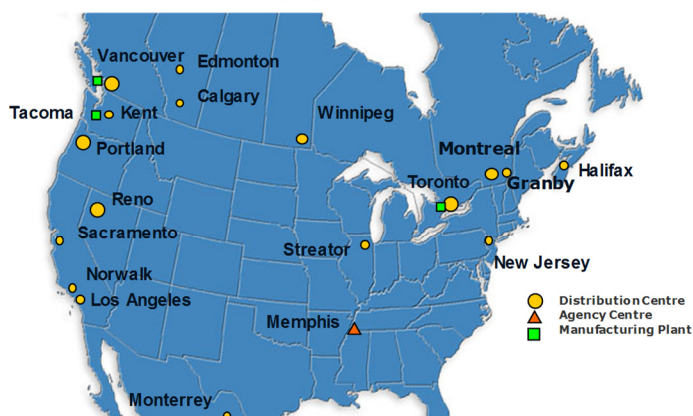 Vancouver
Edmonton
Calgary
Tacoma
Kent
Winnipeg
Portland
Montreal
Toronto
Granby
Halifax
Reno
Sacramento
Streator
New Jersey
Norwalk
Los Angeles
Memphis
Distribution Centre
Agency Centre
Manufacturing Plant
Monterrey